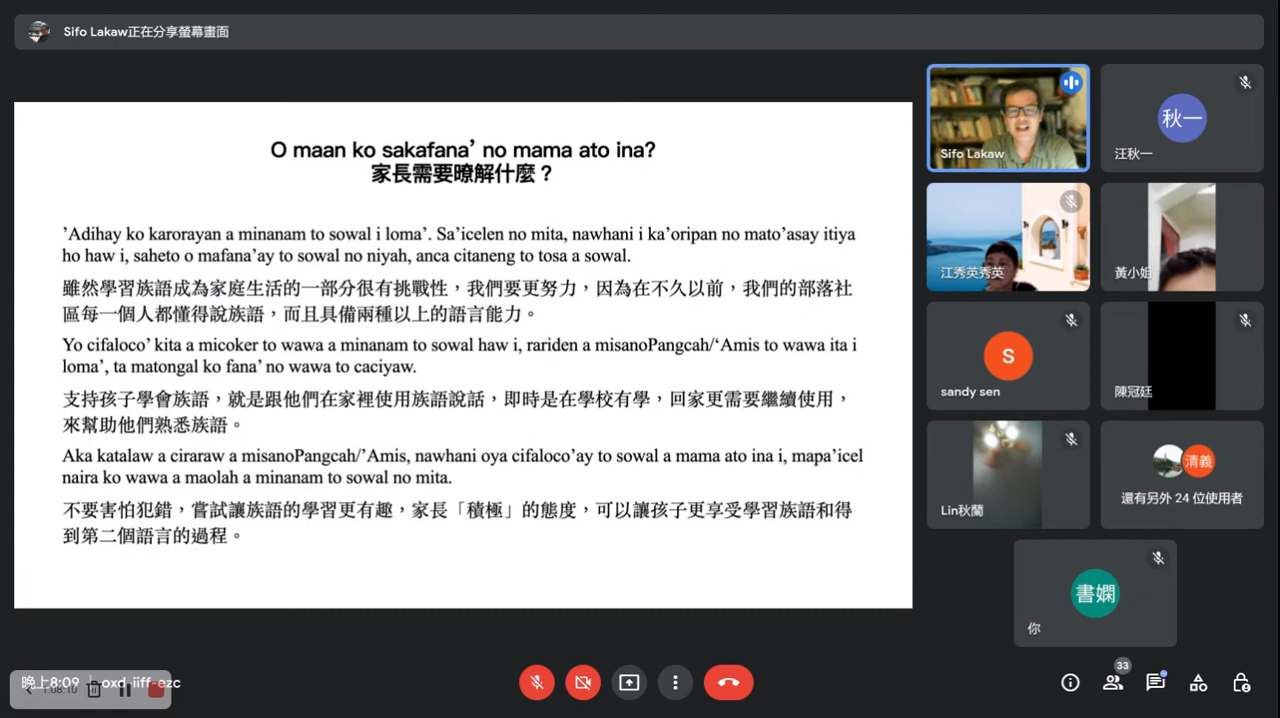 Sifo Lakaw正在分享螢幕畫面
O maan ko sakafana’ no mama ato ina?
家長需要暸解什麼？
’Adihay ko karorayan a minanam to sowal i loma’. Sa’icelen no mita, nawhani i ka’oripan no mato’asay itiya
ho haw i, saheto o mafana’ay to sowal no niyah, anca citaneng to tosa a sowal.
雖然學習族語成為家庭生活的一部分很有挑戰性，我們要更努力，因為在不久以前，我們的部落社
區每一個人都懂得說族語，而且具備兩種以上的語言能力。
Yo cifaloco’ kita a micoker to wawa a minanam to sowal haw i, rariden a misanoPangcah/‘Amis to wawa ita i
loma’, ta matongal ko fana’ no wawa to caciyaw.
支持孩子學會族語，就是跟他們在家裡使用族語說話，即時是在學校有學，回家更需要繼續使用，
來幫助他們熟悉族語。
Aka katalaw a ciraraw a misanoPangcah/’Amis, nawhani oya cifaloco’ay to sowal a mama ato ina i, mapa’icel
naira ko wawa a maolah a minanam to sowal no mita.
不要害怕犯錯，嘗試讓族語的學習更有趣，家長「積極」的態度，可以讓孩子更享受學習族語和得
到第二個語言的過程。
Sifo Lakaw
秋一
汪秋一
江秀英秀英
黃小姐
S
sandy sen
陳冠廷
Lin秋蘭
清義
還有另外 24 位使用者
書嫻
你
晚上8:09 | oxd-iiff-ezc
1:08:10
33